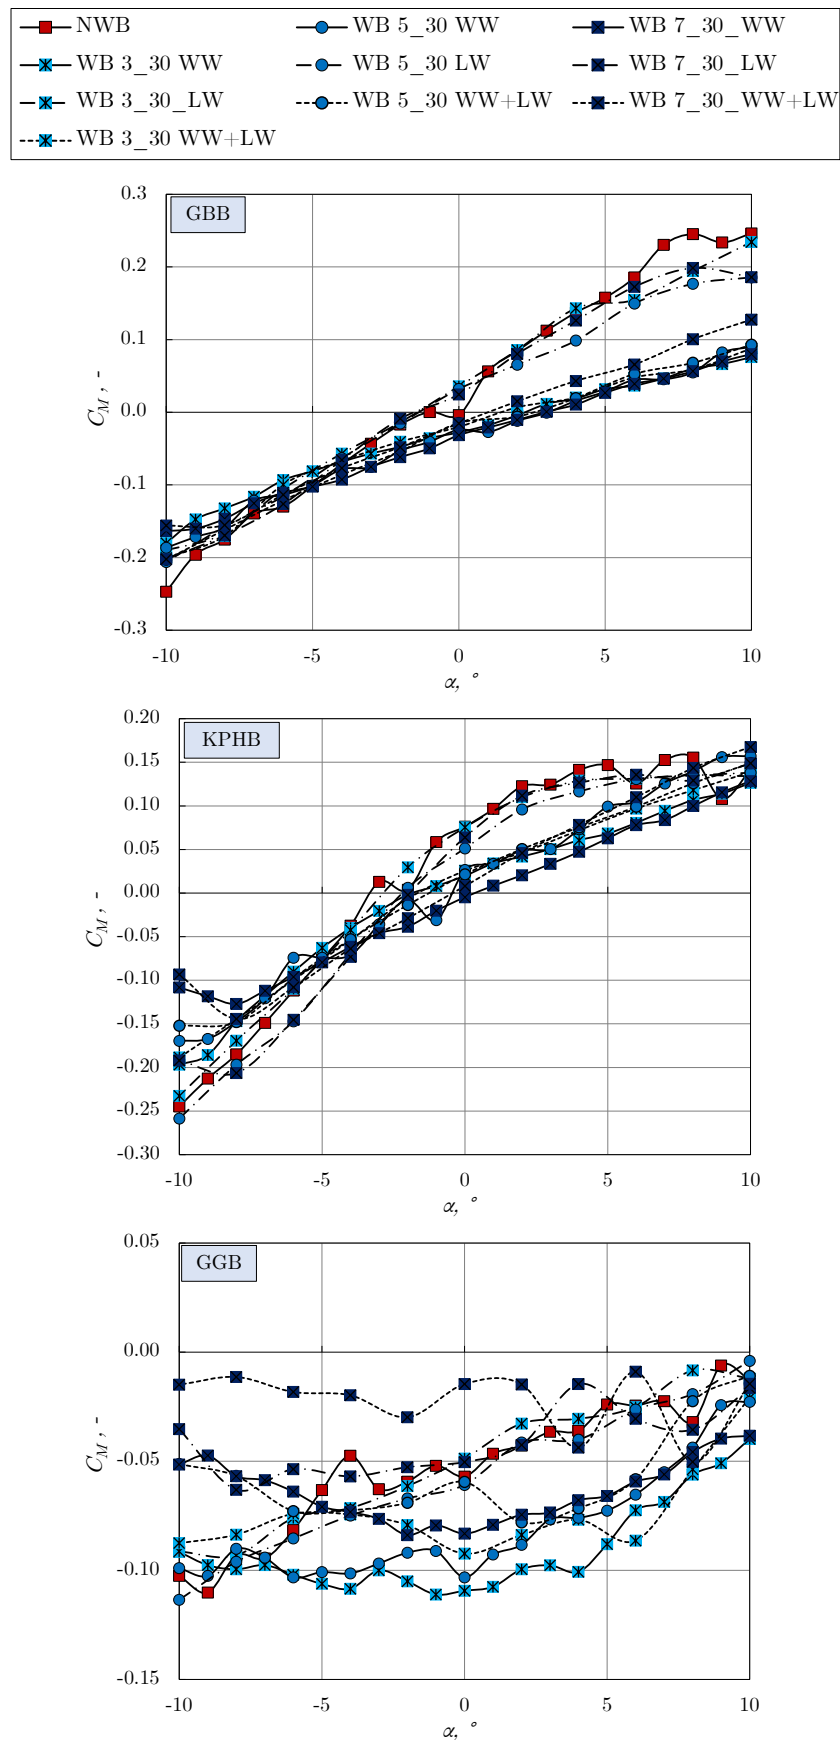 NWB WB 5_30 WW WB 7_30_WW
WB 3_30 WW WB 5_30 LW WB 7_30_LW
WB 3_30_LW WB 5_30 WW+LW WB 7_30_WW+LW
WB 3_30 WW+LW
GBB
0.3
0.2
0.1
0.0
-0.1
-0.2
-0.3
C_M, -
-10 -5 0 5 10
α, °
KPHB
0.20
0.15
0.10
0.05
0.00
-0.05
-0.10
-0.15
-0.20
-0.25
-0.30
C_M, -
-10 -5 0 5 10
α, °
GGB
0.05
0.00
-0.05
-0.10
-0.15
C_M, -
-10 -5 0 5 10
α, °